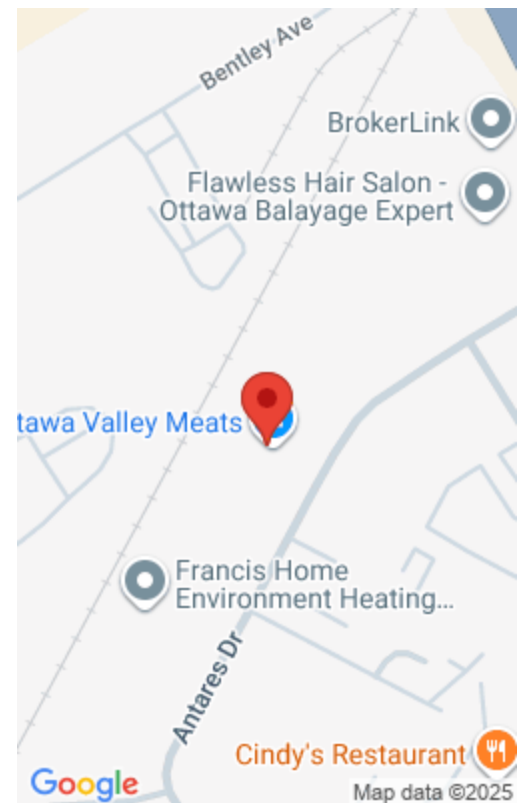 Bentley Ave
BrokerLink
Flawless Hair Salon -
Ottawa Balayage Expert
tawa Valley Meats
Francis Home
Environment Heating...
Antares Dr
Cindy's Restaurant
Google
Map data ©2025